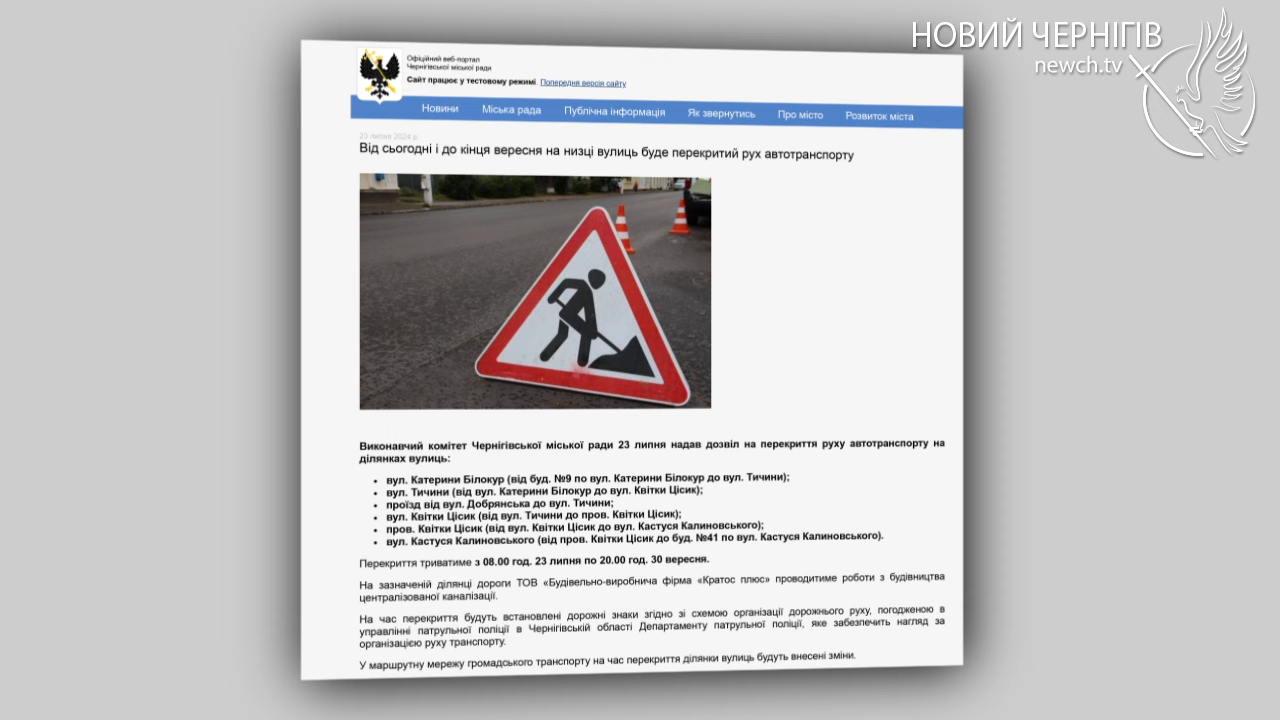 НОВИЙ ЧЕРНІГІВ
newch.tv
Офіційний веб-портал
Чернігівської міської ради
Сайт працює у тестовому режимі. Попередня версія сайту
Новини Міська рада Публічна інформація Як звернутись Про місто Розвиток міста
23 липня 2024 р.
Від сьогодні і до кінця вересня на низці вулиць буде перекритий рух автотранспорту
Виконавчий комітет Чернігівської міської ради 23 липня надав дозвіл на перекриття руху автотранспорту на
ділянках вулиць:
• вул. Катерини Білокур (від буд. №9 по вул. Катерини Білокур до вул. Тичини);
• вул. Тичини (від вул. Катерини Білокур до вул. Квітки Цісик);
• проїзд від вул. Добрянська до вул. Тичини;
• вул. Квітки Цісик (від вул. Тичини до пров. Квітки Цісик);
• пров. Квітки Цісик (від вул. Квітки Цісик до вул. Кастуся Калиновського);
• вул. Кастуся Калиновського (від пров. Квітки Цісик до буд. №41 по вул. Кастуся Калиновського).
Перекриття триватиме з 08.00 год. 23 липня по 20.00 год. 30 вересня.
На зазначеній ділянці дороги ТОВ «Будівельно-виробнича фірма «Кратос плюс» проводитиме роботи з будівництва
централізованої каналізації.
На час перекриття будуть встановлені дорожні знаки згідно зі схемою організації дорожнього руху, погодженою в
управлінні патрульної поліції в Чернігівській області Департаменту патрульної поліції, яке забезпечить нагляд за
організацією руху транспорту.
У маршрутну мережу громадського транспорту на час перекриття ділянки вулиць будуть внесені зміни.